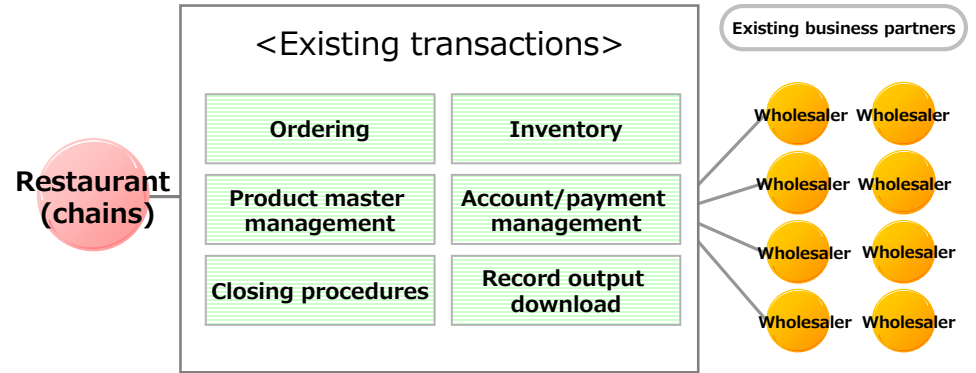 <Existing transactions>
Existing business partners
Restaurant
(chains)
Ordering
Inventory
Product master
management
Account/payment
management
Closing procedures
Record output
download
Wholesaler
Wholesaler
Wholesaler
Wholesaler
Wholesaler
Wholesaler
Wholesaler
Wholesaler